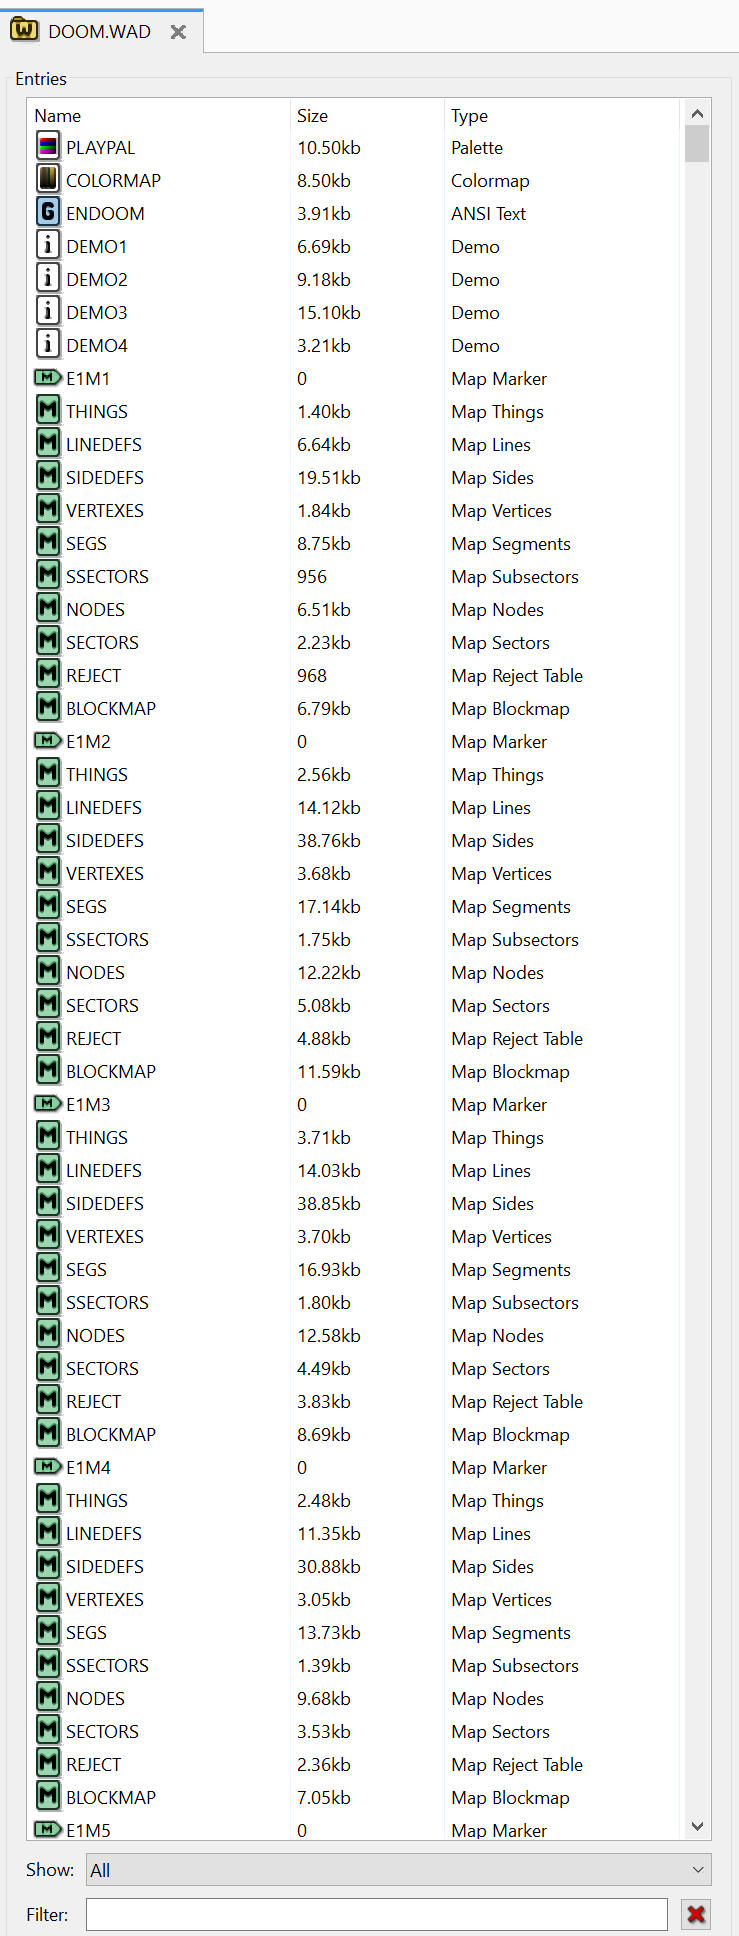 DOOM.WAD
Entries
Name Size Type
PLAYPAL 10.50kb Palette
COLORMAP 8.50kb Colormap
ENDOOM 3.91kb ANSI Text
DEMO1 6.69kb Demo
DEMO2 9.18kb Demo
DEMO3 15.10kb Demo
DEMO4 3.21kb Demo
E1M1 0 Map Marker
THINGS 1.40kb Map Things
LINEDEFS 6.64kb Map Lines
SIDEDEFS 19.51kb Map Sides
VERTEXES 1.84kb Map Vertices
SEGS 8.75kb Map Segments
SSECTORS 956 Map Subsectors
NODES 6.51kb Map Nodes
SECTORS 2.23kb Map Sectors
REJECT 968 Map Reject Table
BLOCKMAP 6.79kb Map Blockmap
E1M2 0 Map Marker
THINGS 2.56kb Map Things
LINEDEFS 14.12kb Map Lines
SIDEDEFS 38.76kb Map Sides
VERTEXES 3.68kb Map Vertices
SEGS 17.14kb Map Segments
SSECTORS 1.75kb Map Subsectors
NODES 12.22kb Map Nodes
SECTORS 5.08kb Map Sectors
REJECT 4.88kb Map Reject Table
BLOCKMAP 11.59kb Map Blockmap
E1M3 0 Map Marker
THINGS 3.71kb Map Things
LINEDEFS 14.03kb Map Lines
SIDEDEFS 38.85kb Map Sides
VERTEXES 3.70kb Map Vertices
SEGS 16.93kb Map Segments
SSECTORS 1.80kb Map Subsectors
NODES 12.58kb Map Nodes
SECTORS 4.49kb Map Sectors
REJECT 3.83kb Map Reject Table
BLOCKMAP 8.69kb Map Blockmap
E1M4 0 Map Marker
THINGS 2.48kb Map Things
LINEDEFS 11.35kb Map Lines
SIDEDEFS 30.88kb Map Sides
VERTEXES 3.05kb Map Vertices
SEGS 13.73kb Map Segments
SSECTORS 1.39kb Map Subsectors
NODES 9.68kb Map Nodes
SECTORS 3.53kb Map Sectors
REJECT 2.36kb Map Reject Table
BLOCKMAP 7.05kb Map Blockmap
E1M5 0 Map Marker
Show: All
Filter: